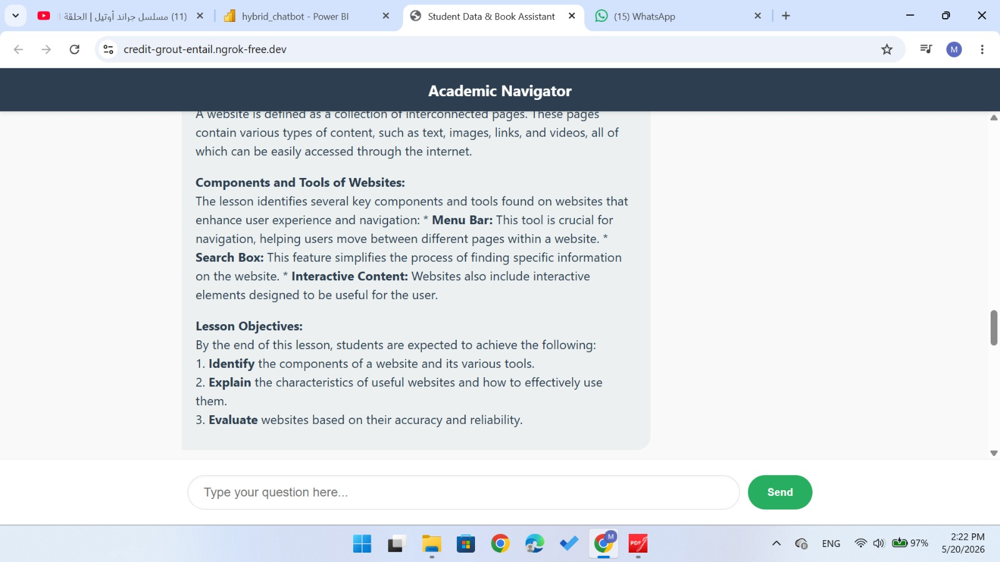 (11) مسلسل جراند أوتيل | الحلقة ا
hybrid_chatbot - Power BI
Student Data & Book Assistant
(15) WhatsApp
credit-grout-entail.ngrok-free.dev
M
Academic Navigator
A website is defined as a collection of interconnected pages. These pages
contain various types of content, such as text, images, links, and videos, all of
which can be easily accessed through the internet.
Components and Tools of Websites:
The lesson identifies several key components and tools found on websites that
enhance user experience and navigation: * Menu Bar: This tool is crucial for
navigation, helping users move between different pages within a website. *
Search Box: This feature simplifies the process of finding specific information
on the website. * Interactive Content: Websites also include interactive
elements designed to be useful for the user.
Lesson Objectives:
By the end of this lesson, students are expected to achieve the following:
1. Identify the components of a website and its various tools.
2. Explain the characteristics of useful websites and how to effectively use
them.
3. Evaluate websites based on their accuracy and reliability.
Type your question here...
Send
M
PDF
ENG
97%
2:22 PM
5/20/2026